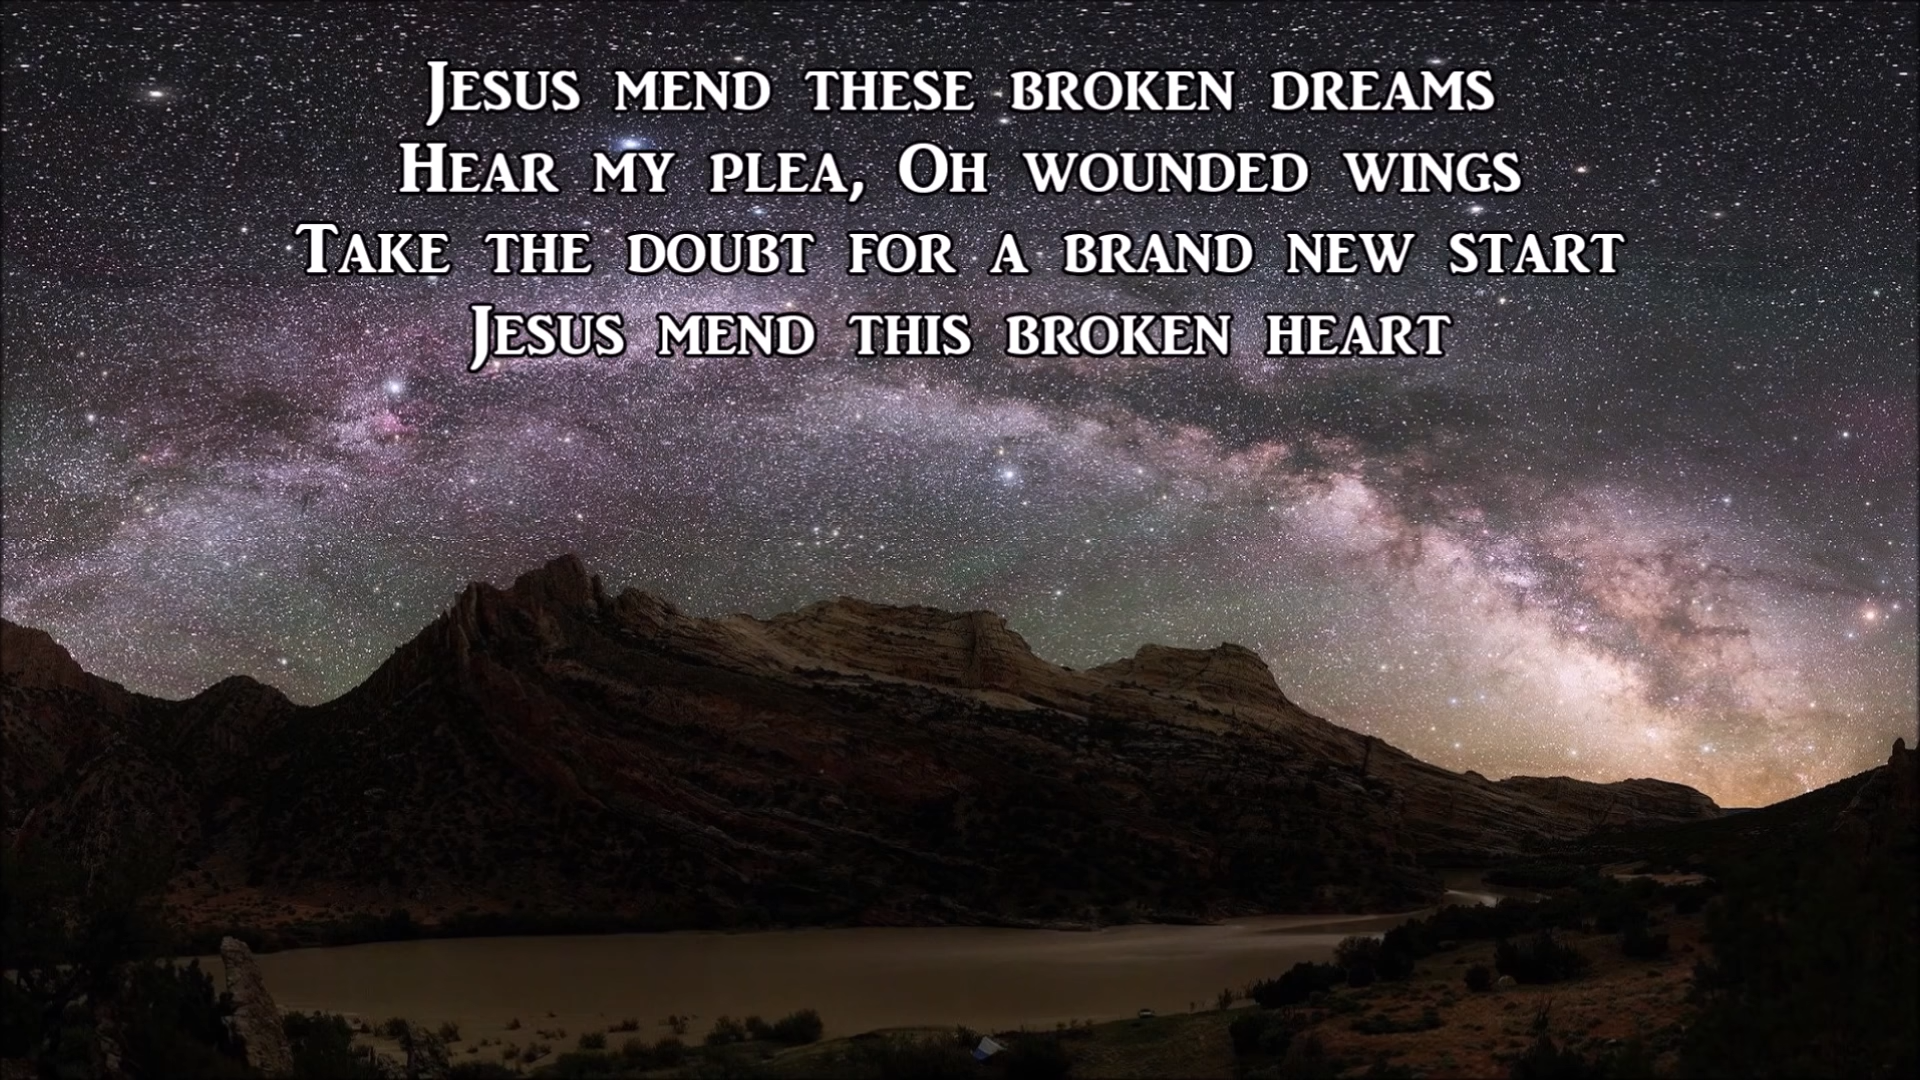 Jesus mend these broken dreams
Hear my plea, Oh wounded wings
Take the doubt for a brand new start
Jesus mend this broken heart